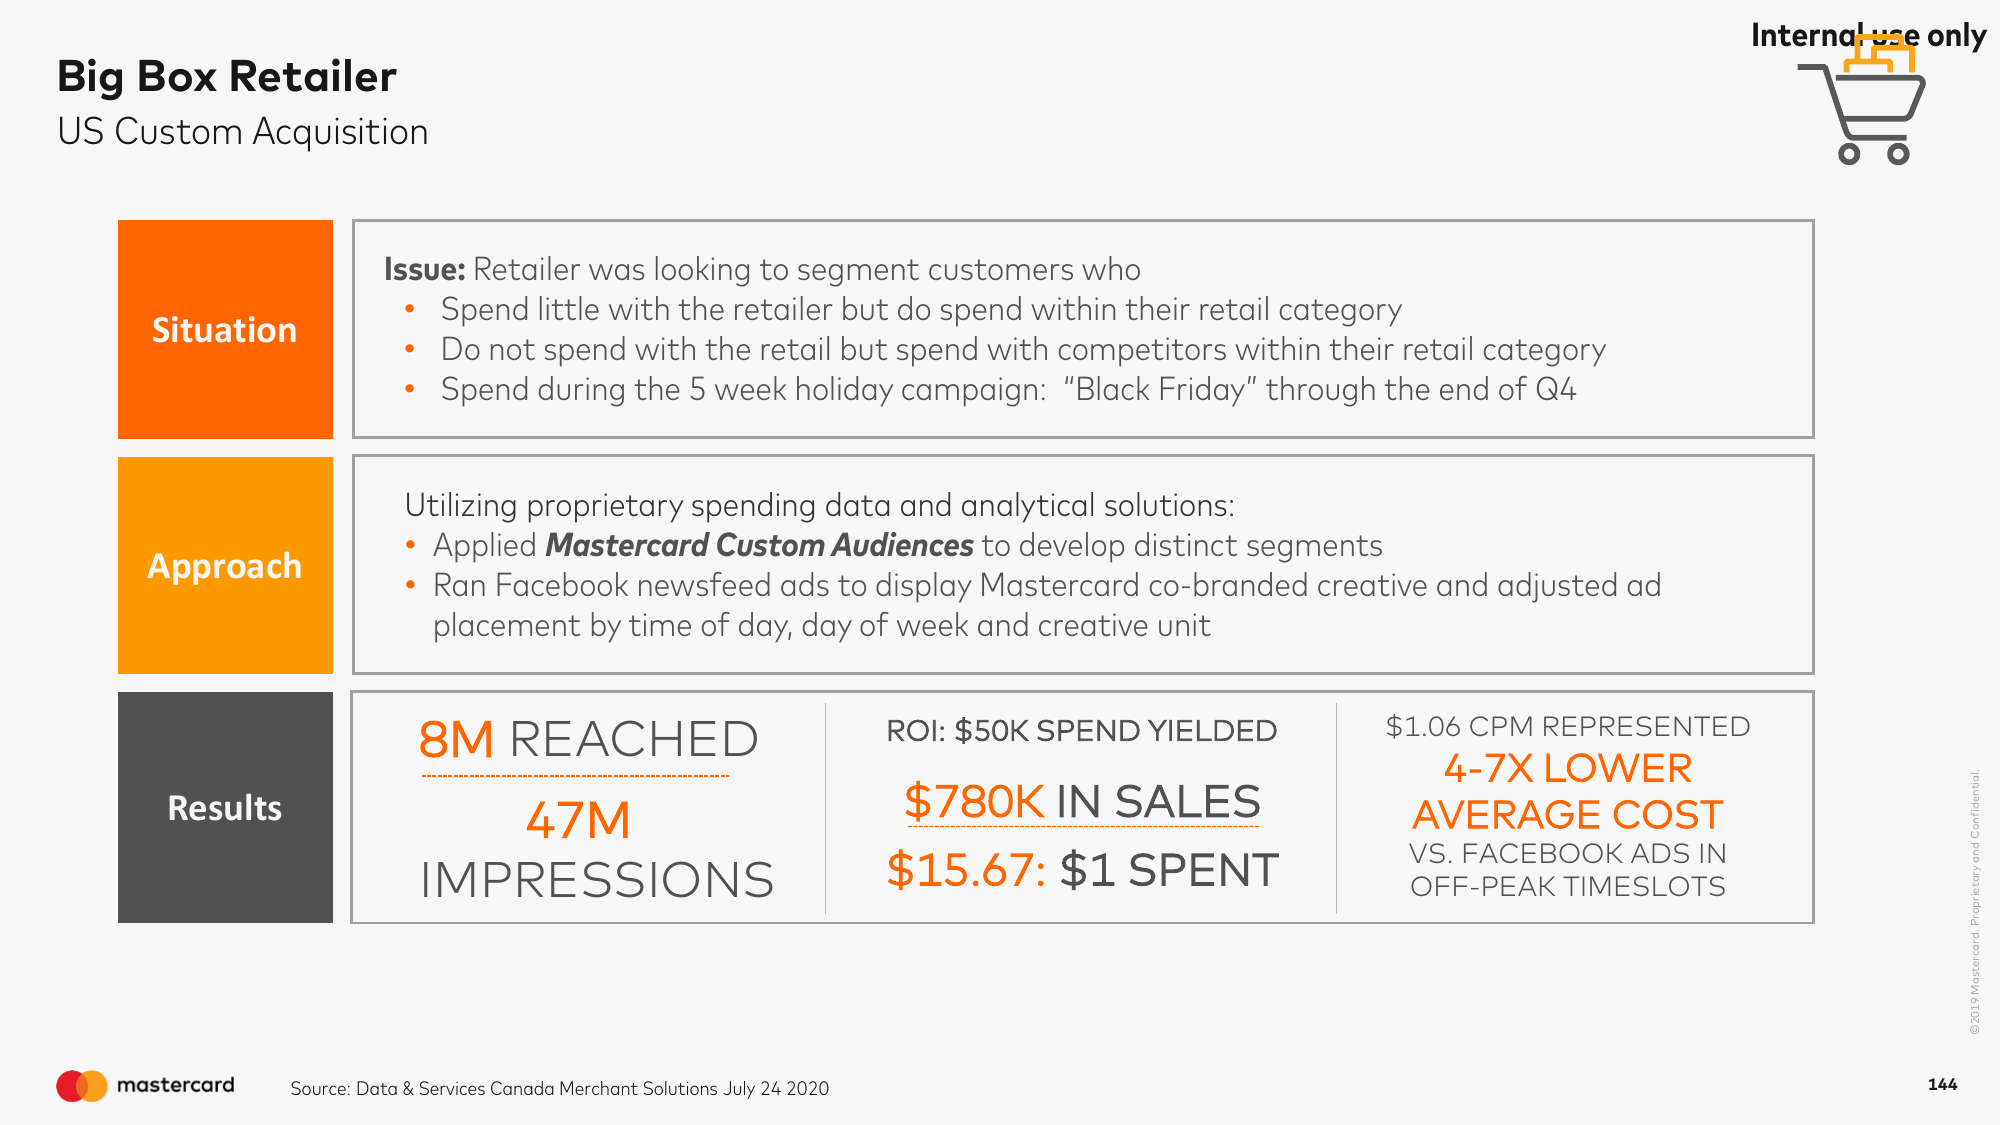 Internal use only
Big Box Retailer
US Custom Acquisition
Situation
Issue: Retailer was looking to segment customers who
• Spend little with the retailer but do spend within their retail category
• Do not spend with the retail but spend with competitors within their retail category
• Spend during the 5 week holiday campaign: “Black Friday” through the end of Q4
Approach
Utilizing proprietary spending data and analytical solutions:
• Applied Mastercard Custom Audiences to develop distinct segments
• Ran Facebook newsfeed ads to display Mastercard co-branded creative and adjusted ad
placement by time of day, day of week and creative unit
Results
8M REACHED
47M
IMPRESSIONS
ROI: $50K SPEND YIELDED
$780K IN SALES
$15.67: $1 SPENT
$1.06 CPM REPRESENTED
4-7X LOWER
AVERAGE COST
VS. FACEBOOK ADS IN
OFF-PEAK TIMESLOTS
©2019 Mastercard. Proprietary and Confidential.
mastercard
Source: Data & Services Canada Merchant Solutions July 24 2020
144